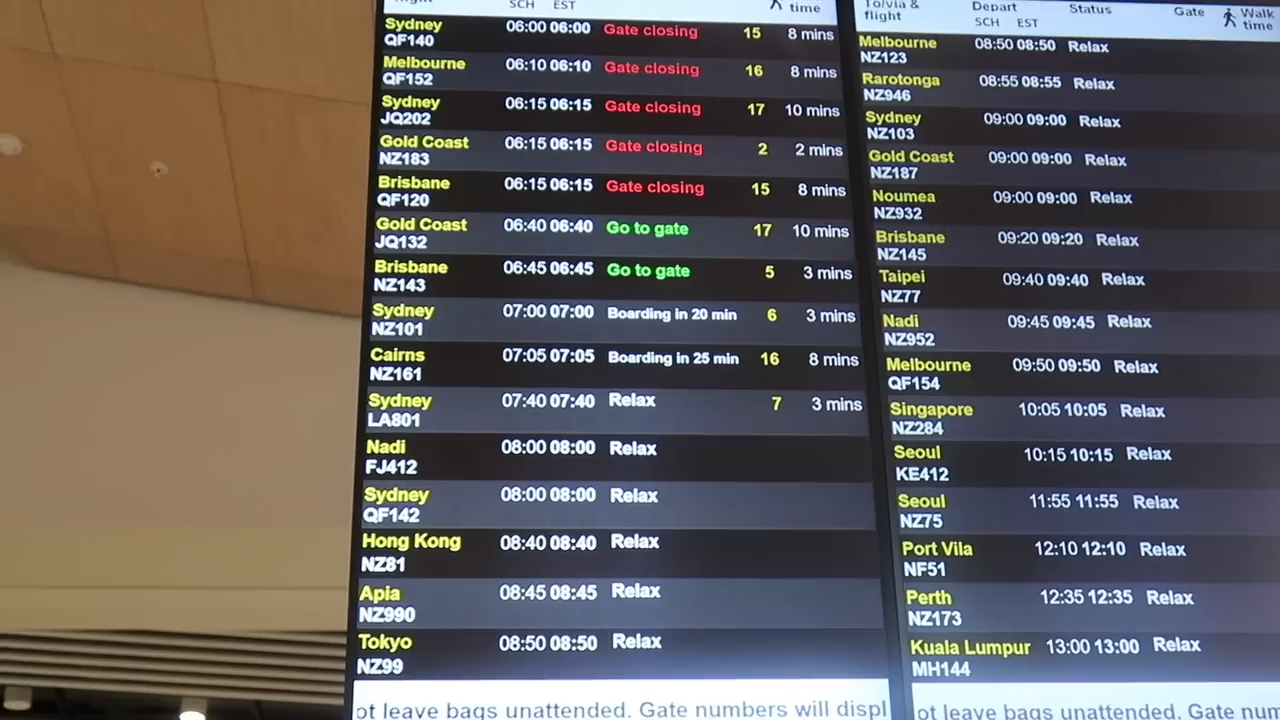 SCH EST time
Sydney 06:00 06:00 Gate closing 15 8 mins
QF140
Melbourne 06:10 06:10 Gate closing 16 8 mins
QF152
Sydney 06:15 06:15 Gate closing 17 10 mins
JQ202
Gold Coast 06:15 06:15 Gate closing 2 2 mins
NZ183
Brisbane 06:15 06:15 Gate closing 15 8 mins
QF120
Gold Coast 06:40 06:40 Go to gate 17 10 mins
JQ132
Brisbane 06:45 06:45 Go to gate 5 3 mins
NZ143
Sydney 07:00 07:00 Boarding in 20 min 6 3 mins
NZ101
Cairns 07:05 07:05 Boarding in 25 min 16 8 mins
NZ161
Sydney 07:40 07:40 Relax 7 3 mins
LA801
Nadi 08:00 08:00 Relax
FJ412
Sydney 08:00 08:00 Relax
QF142
Hong Kong 08:40 08:40 Relax
NZ81
Apia 08:45 08:45 Relax
NZ990
Tokyo 08:50 08:50 Relax
NZ99
ot leave bags unattended. Gate numbers will displ
To/via & Depart Status Gate Walk
flight SCH EST time
Melbourne 08:50 08:50 Relax
NZ123
Rarotonga 08:55 08:55 Relax
NZ946
Sydney 09:00 09:00 Relax
NZ103
Gold Coast 09:00 09:00 Relax
NZ187
Noumea 09:00 09:00 Relax
NZ932
Brisbane 09:20 09:20 Relax
NZ145
Taipei 09:40 09:40 Relax
NZ77
Nadi 09:45 09:45 Relax
NZ952
Melbourne 09:50 09:50 Relax
QF154
Singapore 10:05 10:05 Relax
NZ284
Seoul 10:15 10:15 Relax
KE412
Seoul 11:55 11:55 Relax
NZ75
Port Vila 12:10 12:10 Relax
NF51
Perth 12:35 12:35 Relax
NZ173
Kuala Lumpur 13:00 13:00 Relax
MH144
ot leave bags unattended. Gate num